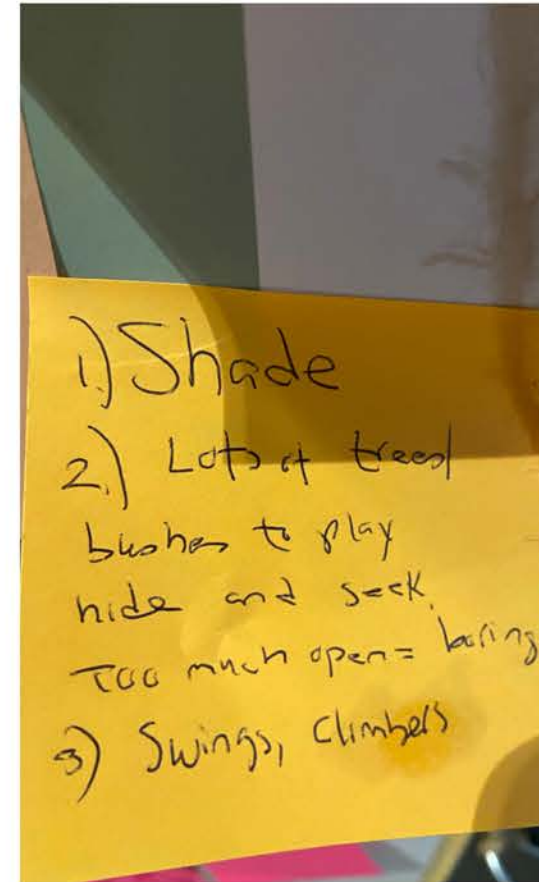 1.) Shade
2.) Lots of trees/
bushes to play
hide and seek.
Too much open = boring
3) Swings, climbers